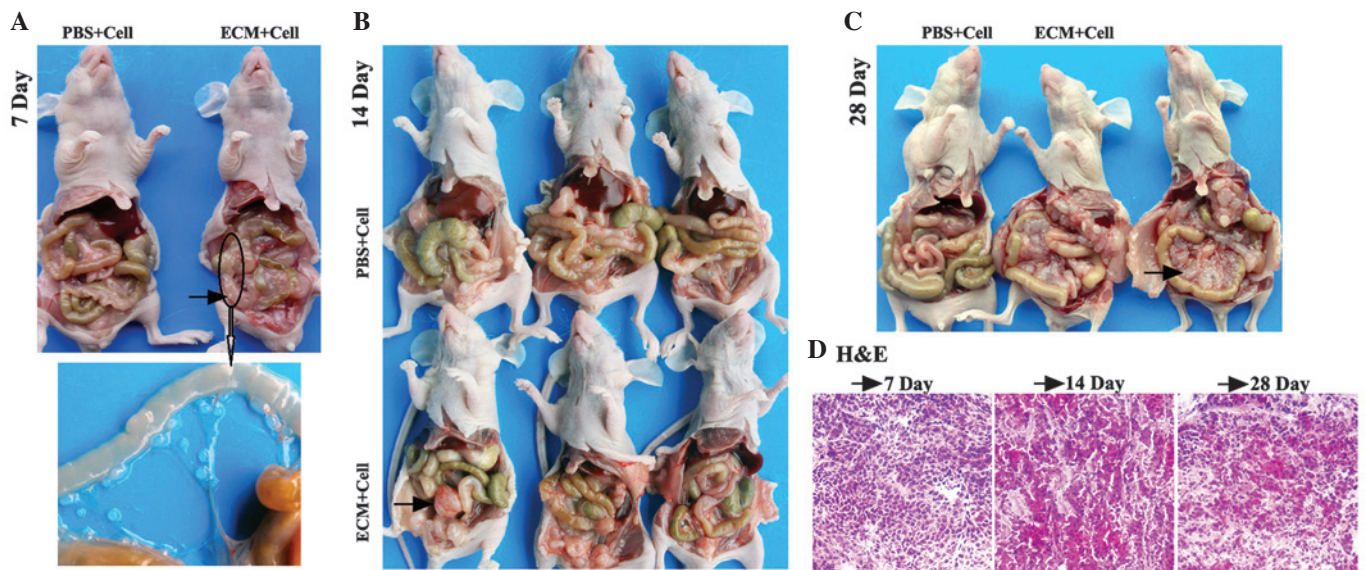 A
PBS+Cell
ECM+Cell
7 Day
B
14 Day
PBS+Cell
ECM+Cell
C
PBS+Cell
ECM+Cell
28 Day
D H&E
7 Day
14 Day
28 Day